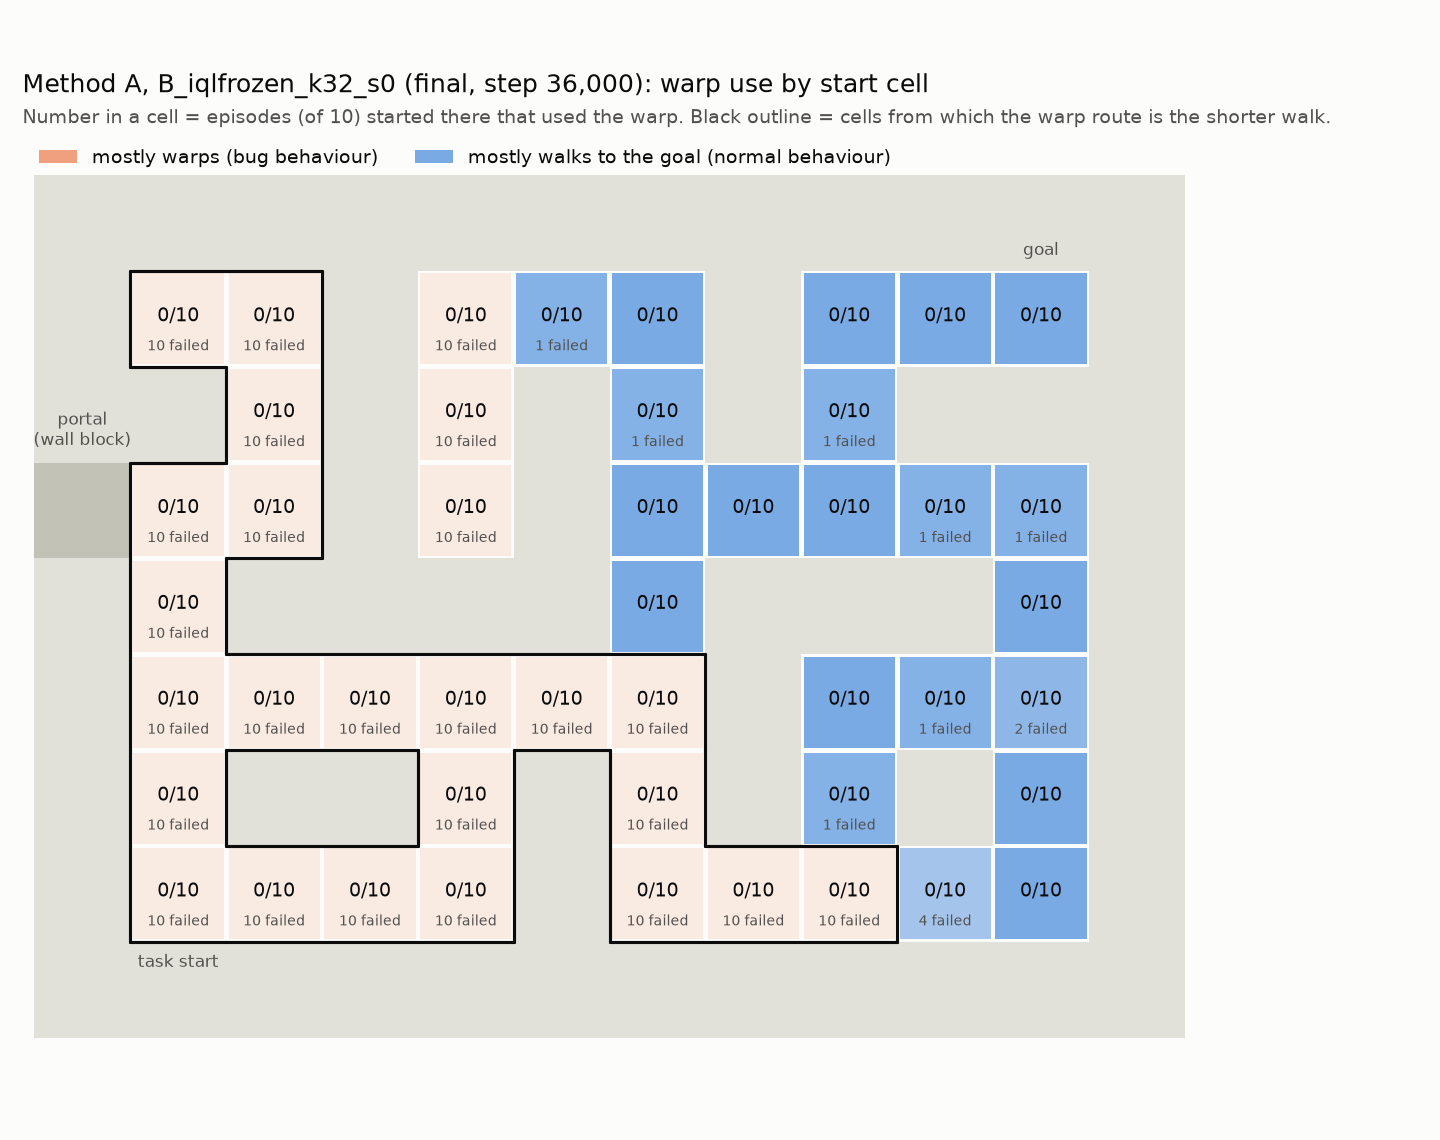 Method A, B_iqlfrozen_k32_s0 (final, step 36,000): warp use by start cell
Number in a cell = episodes (of 10) started there that used the warp. Black outline = cells from which the warp route is the shorter walk.
mostly warps (bug behaviour) mostly walks to the goal (normal behaviour)
goal
0/10 0/10 0/10 0/10 0/10 0/10 0/10 0/10
10 failed 10 failed 10 failed 1 failed
portal
(wall block)
0/10 0/10 0/10 0/10
10 failed 10 failed 1 failed 1 failed
0/10 0/10 0/10 0/10 0/10 0/10 0/10 0/10
10 failed 10 failed 10 failed 1 failed 1 failed
0/10 0/10 0/10
10 failed
0/10 0/10 0/10 0/10 0/10 0/10 0/10 0/10 0/10
10 failed 10 failed 10 failed 10 failed 10 failed 10 failed 1 failed 2 failed
0/10 0/10 0/10 0/10 0/10
10 failed 10 failed 10 failed 1 failed
0/10 0/10 0/10 0/10 0/10 0/10 0/10 0/10 0/10
10 failed 10 failed 10 failed 10 failed 10 failed 10 failed 10 failed 4 failed
task start